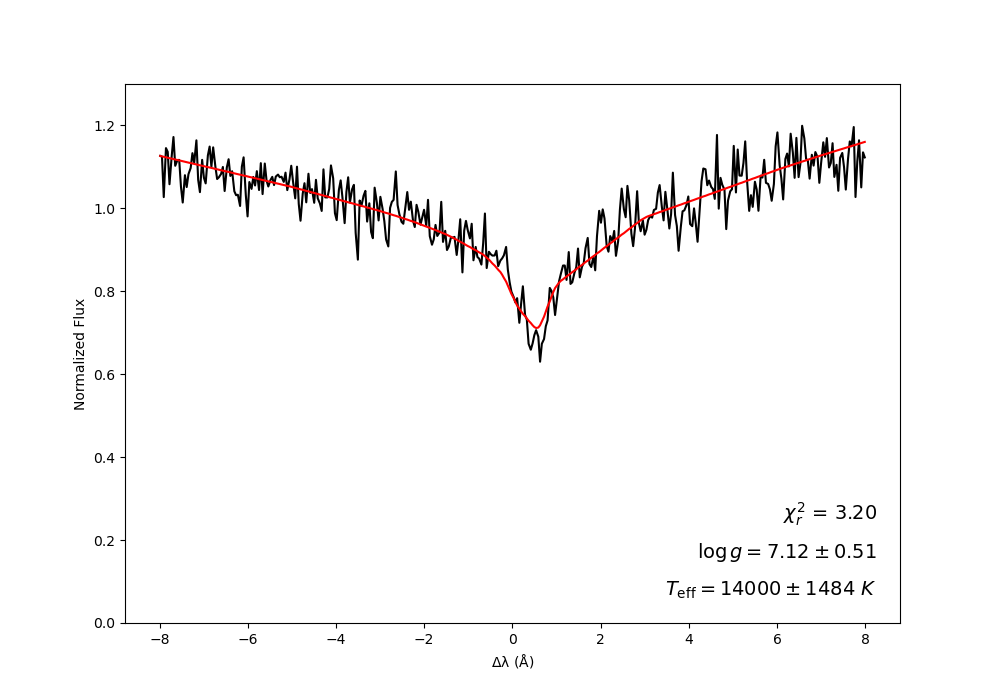 1.2
1.0
0.8
0.6
0.4
0.2
0.0
Normalized Flux
χ²ᵣ = 3.20
log g = 7.12 ± 0.51
T_eff = 14000 ± 1484 K
−8 −6 −4 −2 0 2 4 6 8
Δλ (Å)